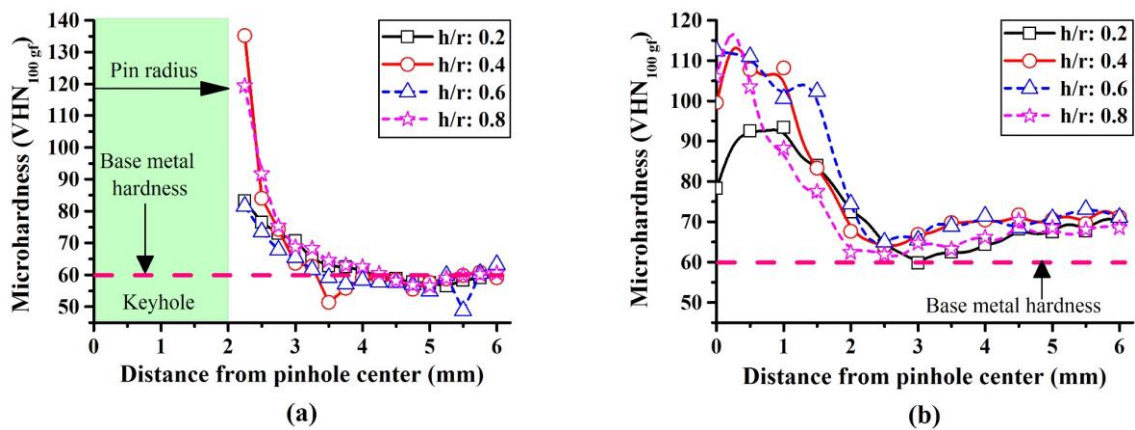 140
130
120
110
100
90
80
70
60
50
Microhardness (VHN100 gf)
Pin radius
Base metal
hardness
Keyhole
h/r: 0.2
h/r: 0.4
h/r: 0.6
h/r: 0.8
0 1 2 3 4 5 6
Distance from pinhole center (mm)
(a)
120
110
100
90
80
70
60
50
Microhardness (VHN100 gf)
h/r: 0.2
h/r: 0.4
h/r: 0.6
h/r: 0.8
Base metal hardness
0 1 2 3 4 5 6
Distance from pinhole center (mm)
(b)